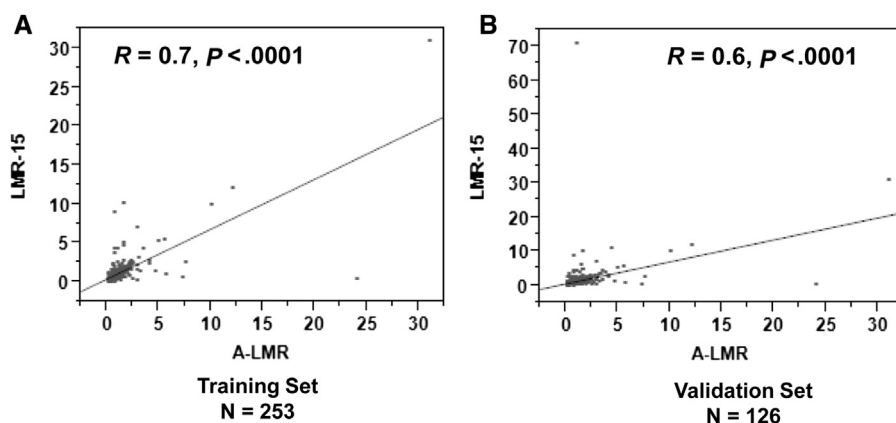 A
R = 0.7, P < .0001
LMR-15
30
25
20
15
10
5
0
0 5 10 15 20 25 30
A-LMR
Training Set
N = 253
B
R = 0.6, P < .0001
LMR-15
70
60
50
40
30
20
10
0
0 5 10 15 20 25 30
A-LMR
Validation Set
N = 126